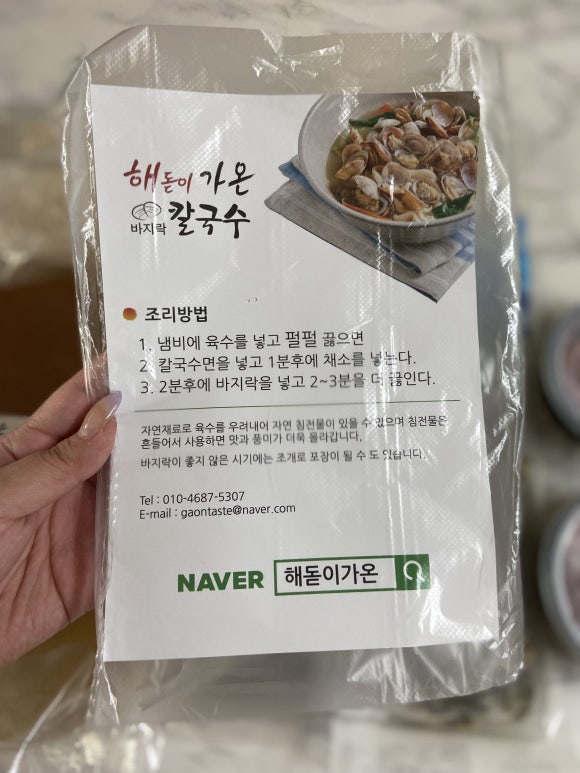 해돋이 가온
바지락 칼국수
조리방법
1. 냄비에 육수를 넣고 펄펄 끓으면
2. 칼국수면을 넣고 1분후에 채소를 넣는다.
3. 2분후에 바지락을 넣고 2~3분을 더 끓인다.
자연재료로 육수를 우려내어 자연 침전물이 있을 수 있으며 침전물은
흔들어서 사용하면 맛과 풍미가 더욱 올라갑니다.
바지락이 좋지 않은 시기에는 조개로 포장이 될 수 도 있습니다.
Tel : 010-4687-5307
E-mail : gaontaste@naver.com
NAVER 해돋이가온